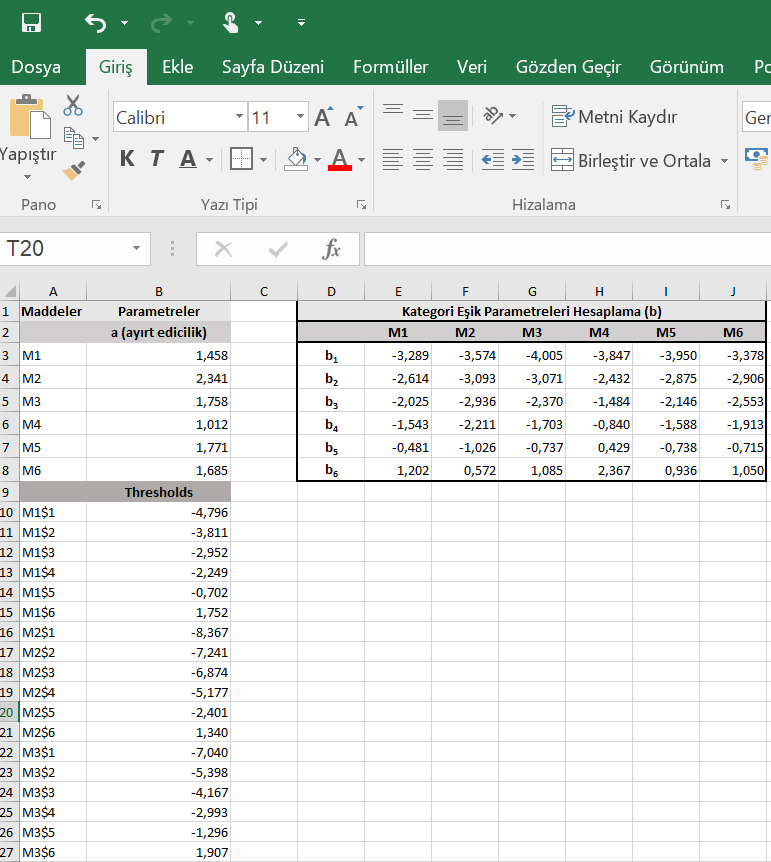 Dosya Giriş Ekle Sayfa Düzeni Formüller Veri Gözden Geçir Görünüm
Calibri 11 A A Metni Kaydır
Yapıştır K T A A Birleştir ve Ortala
Pano Yazı Tipi Hizalama
T20 fx
A B C D E F G H I J
1 Maddeler Parametreler Kategori Eşik Parametreleri Hesaplama (b)
2 a (ayırt edicilik) M1 M2 M3 M4 M5 M6
3 M1 1,458 b1 -3,289 -3,574 -4,005 -3,847 -3,950 -3,378
4 M2 2,341 b2 -2,614 -3,093 -3,071 -2,432 -2,875 -2,906
5 M3 1,758 b3 -2,025 -2,936 -2,370 -1,484 -2,146 -2,553
6 M4 1,012 b4 -1,543 -2,211 -1,703 -0,840 -1,588 -1,913
7 M5 1,771 b5 -0,481 -1,026 -0,737 0,429 -0,738 -0,715
8 M6 1,685 b6 1,202 0,572 1,085 2,367 0,936 1,050
9 Thresholds
10 M1$1 -4,796
11 M1$2 -3,811
12 M1$3 -2,952
13 M1$4 -2,249
14 M1$5 -0,702
15 M1$6 1,752
16 M2$1 -8,367
17 M2$2 -7,241
18 M2$3 -6,874
19 M2$4 -5,177
20 M2$5 -2,401
21 M2$6 1,340
22 M3$1 -7,040
23 M3$2 -5,398
24 M3$3 -4,167
25 M3$4 -2,993
26 M3$5 -1,296
27 M3$6 1,907